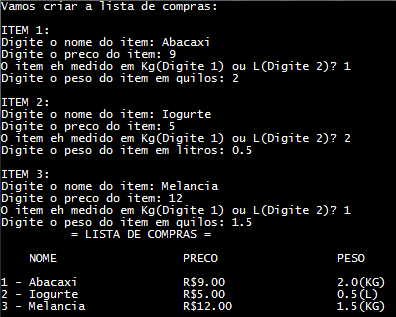 Vamos criar a lista de compras:
ITEM 1:
Digite o nome do item: Abacaxi
Digite o preco do item: 9
O item eh medido em Kg(Digite 1) ou L(Digite 2)? 1
Digite o peso do item em quilos: 2
ITEM 2:
Digite o nome do item: Iogurte
Digite o preco do item: 5
O item eh medido em Kg(Digite 1) ou L(Digite 2)? 2
Digite o peso do item em litros: 0.5
ITEM 3:
Digite o nome do item: Melancia
Digite o preco do item: 12
O item eh medido em Kg(Digite 1) ou L(Digite 2)? 1
Digite o peso do item em quilos: 1.5
= LISTA DE COMPRAS =
NOME PRECO PESO
1 - Abacaxi R$9.00 2.0(KG)
2 - Iogurte R$5.00 0.5(L)
3 - Melancia R$12.00 1.5(KG)